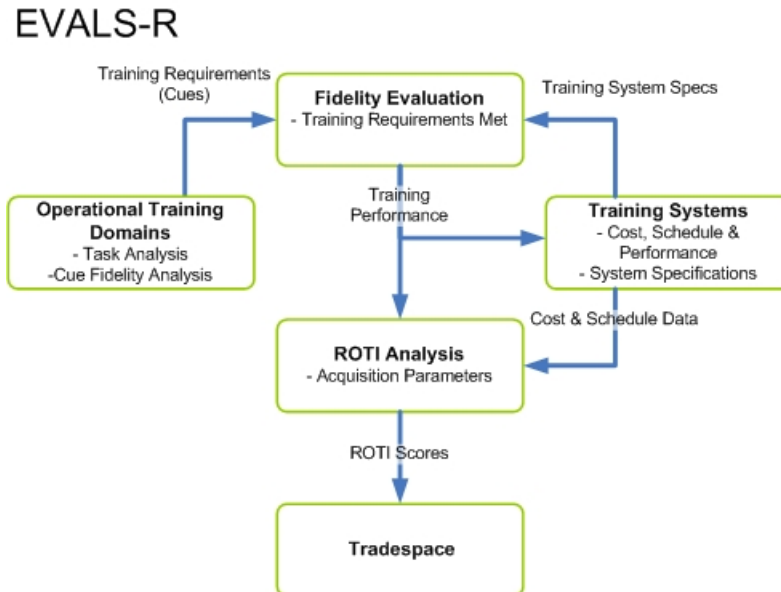 EVALS-R
Training Requirements
(Cues)
Fidelity Evaluation
- Training Requirements Met
Training System Specs
Operational Training
Domains
- Task Analysis
-Cue Fidelity Analysis
Training
Performance
Training Systems
- Cost, Schedule &
Performance
- System Specifications
Cost & Schedule Data
ROTI Analysis
- Acquisition Parameters
ROTI Scores
Tradespace